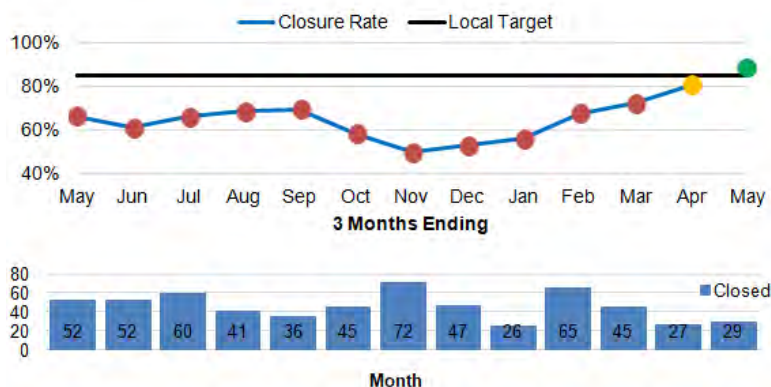 Closure Rate Local Target
100%
80%
60%
40%
May Jun Jul Aug Sep Oct Nov Dec Jan Feb Mar Apr May
3 Months Ending
80
60
40
20
0
52 52 60 41 36 45 72 47 26 65 45 27 29
Closed
Month